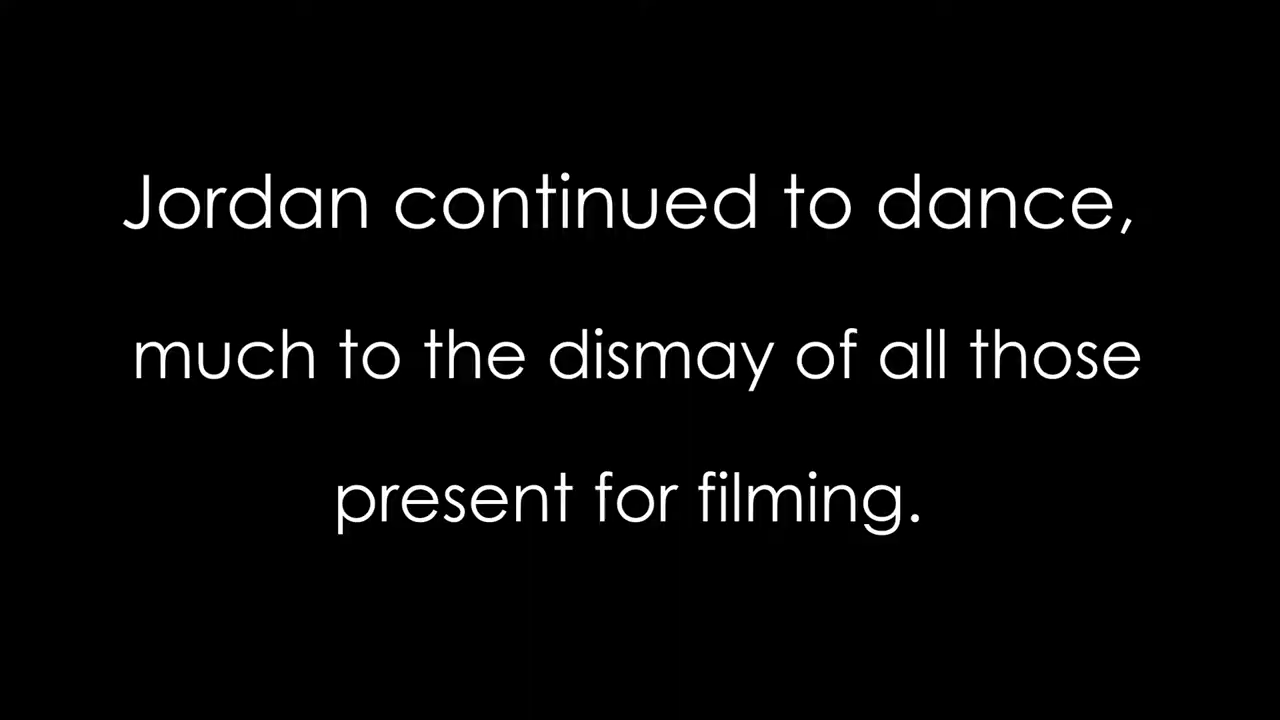 Jordan continued to dance,
much to the dismay of all those
present for filming.